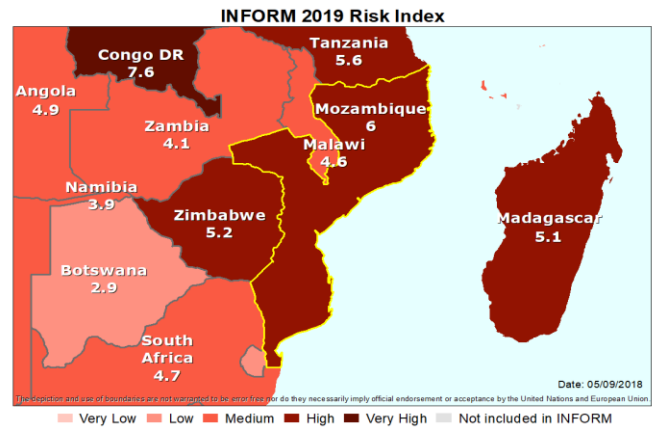 INFORM 2019 Risk Index
Tanzania
5.6
Congo DR
7.6
Angola
4.9
Mozambique
6
Zambia
4.1
Malawi
4.6
Namibia
3.9
Zimbabwe
5.2
Madagascar
5.1
Botswana
2.9
South
Africa
4.7
Date: 05/09/2018
The depiction and use of boundaries are not warranted to be error free nor do they necessarily imply official endorsement or acceptance by the United Nations and European Union.
Very Low Low Medium High Very High Not included in INFORM